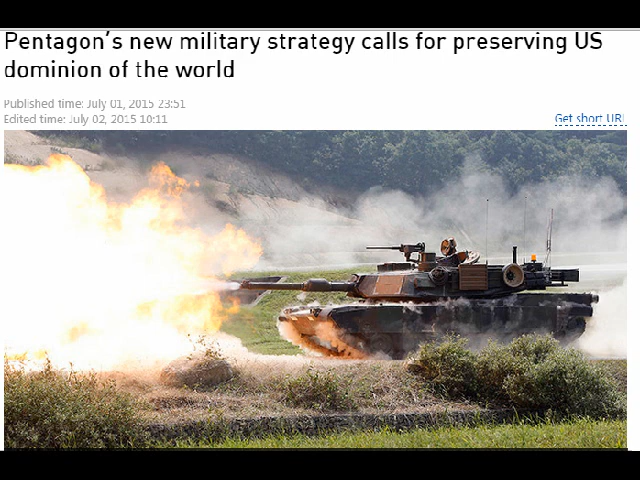 Pentagon's new military strategy calls for preserving US
dominion of the world
Published time: July 01, 2015 23:51
Edited time: July 02, 2015 10:11
Get short URL